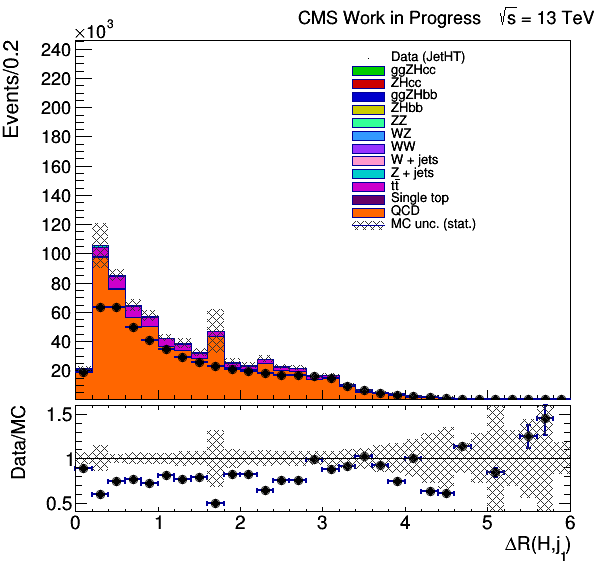 CMS Work in Progress √s = 13 TeV
×10³
Events/0.2
240
220
200
180
160
140
120
100
80
60
40
20
Data (JetHT)
ggZHcc
ZHcc
ggZHbb
ZHbb
ZZ
WZ
WW
W + jets
Z + jets
tt̄
Single top
QCD
MC unc. (stat.)
Data/MC
1.5
1
0.5
0 1 2 3 4 5 6
ΔR(H,j₁)